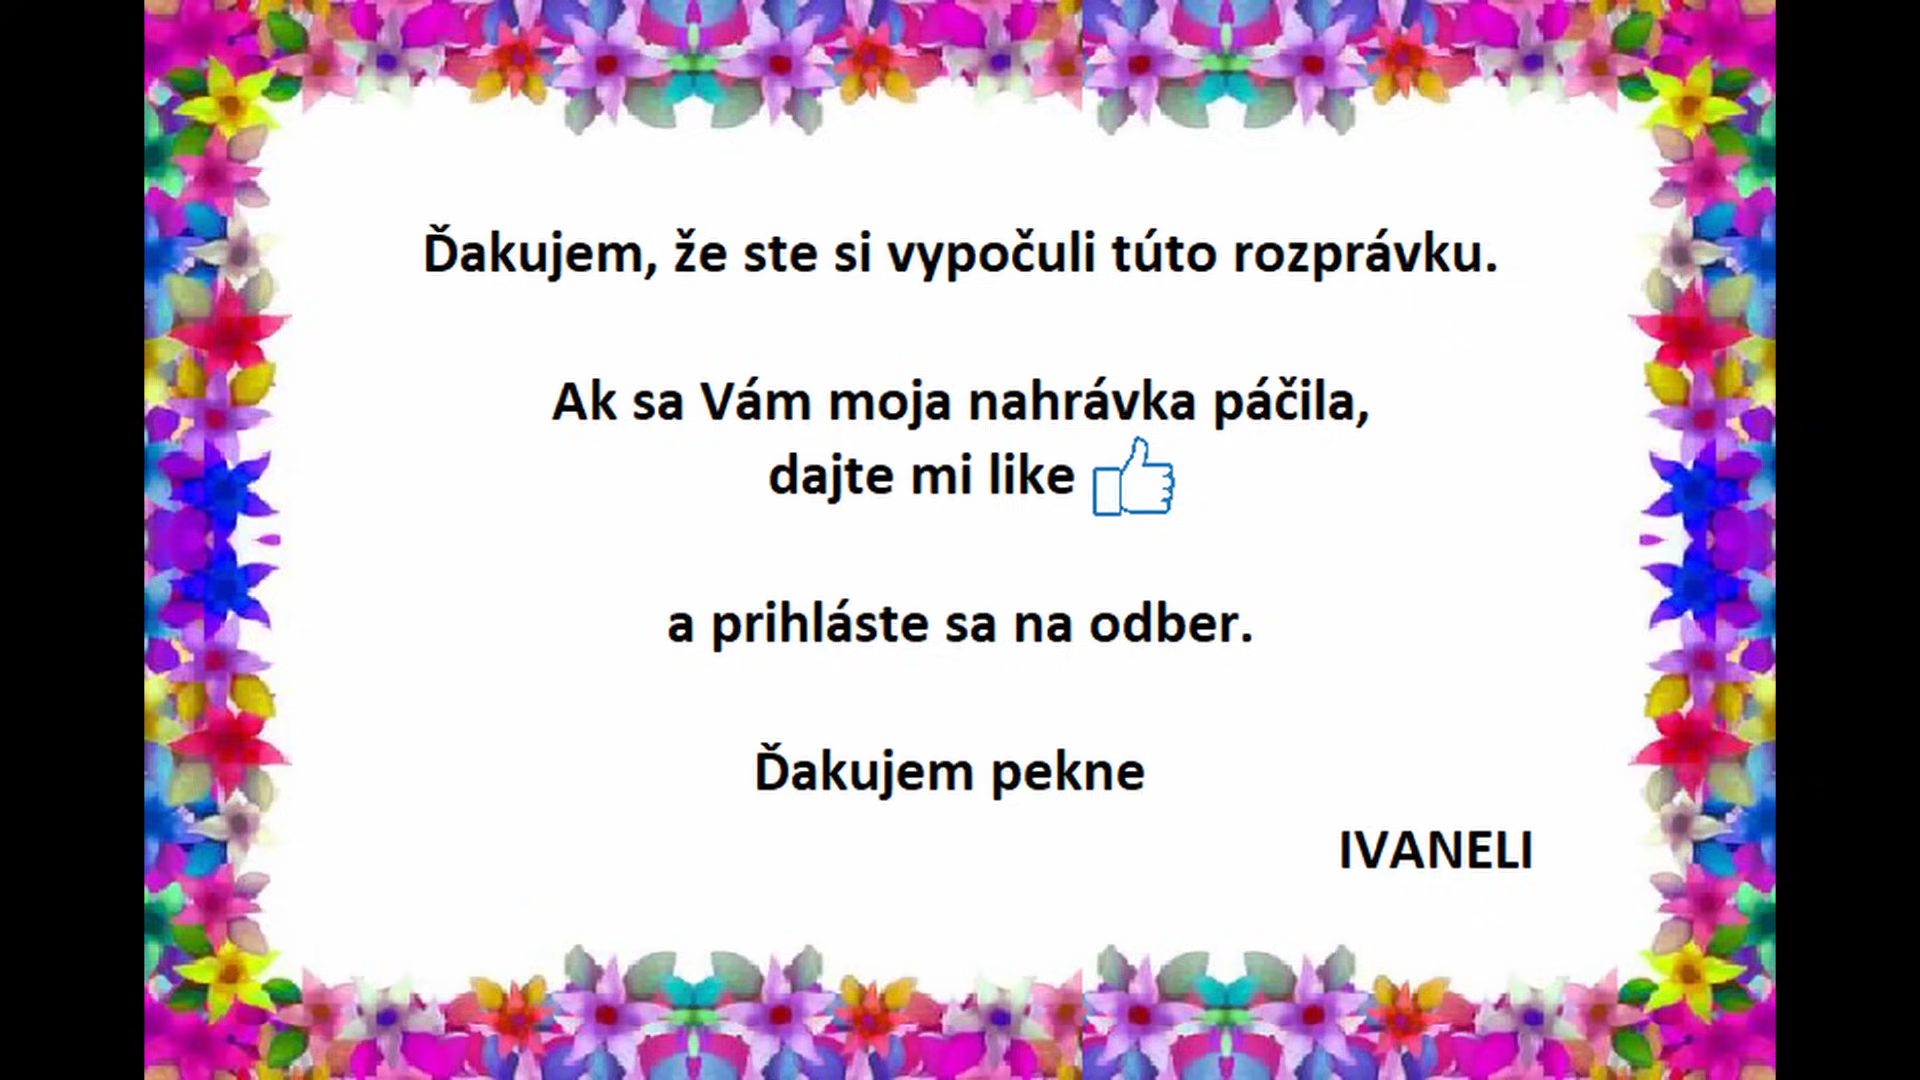 Ďakujem, že ste si vypočuli túto rozprávku.
Ak sa Vám moja nahrávka páčila,
dajte mi like
a prihláste sa na odber.
Ďakujem pekne
IVANELI